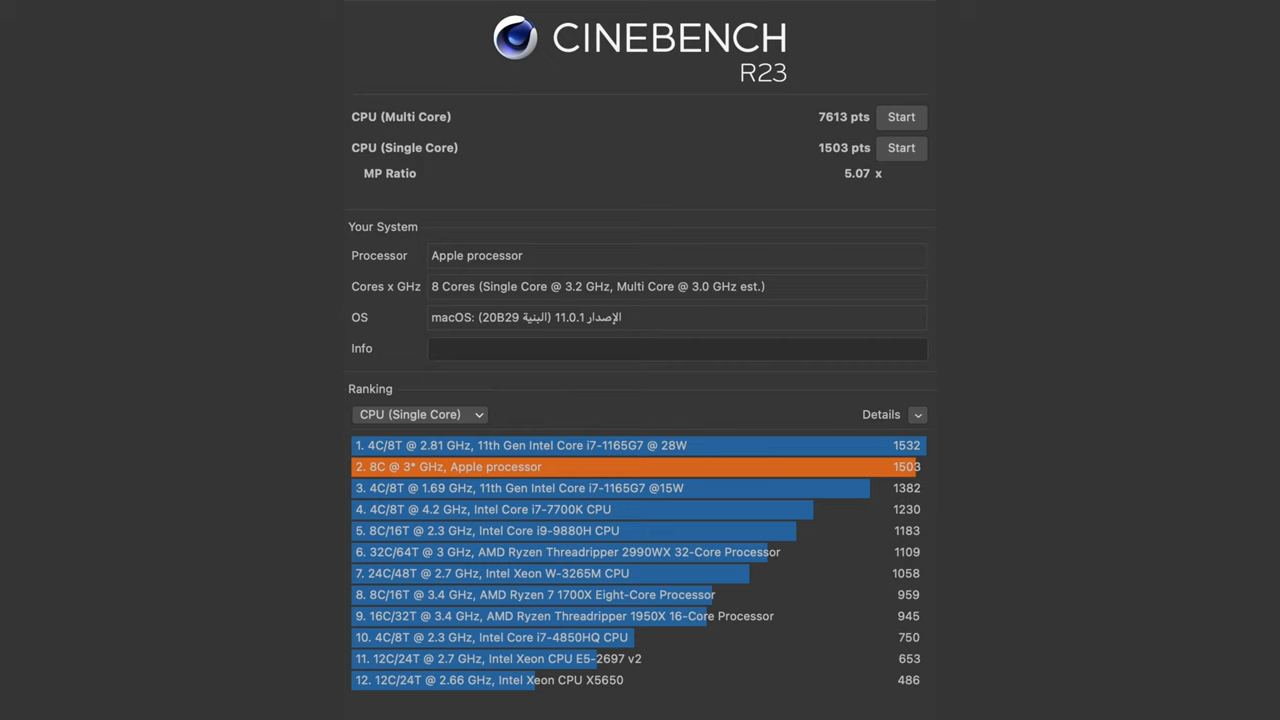 CINEBENCH
R23
CPU (Multi Core) 7613 pts Start
CPU (Single Core) 1503 pts Start
MP Ratio 5.07 x
Your System
Processor Apple processor
Cores x GHz 8 Cores (Single Core @ 3.2 GHz, Multi Core @ 3.0 GHz est.)
OS macOS: الإصدار 11.0.1 (البنية 20B29)
Info
Ranking
CPU (Single Core) Details
1. 4C/8T @ 2.81 GHz, 11th Gen Intel Core i7-1165G7 @ 28W 1532
2. 8C @ 3* GHz, Apple processor 1503
3. 4C/8T @ 1.69 GHz, 11th Gen Intel Core i7-1165G7 @15W 1382
4. 4C/8T @ 4.2 GHz, Intel Core i7-7700K CPU 1230
5. 8C/16T @ 2.3 GHz, Intel Core i9-9880H CPU 1183
6. 32C/64T @ 3 GHz, AMD Ryzen Threadripper 2990WX 32-Core Processor 1109
7. 24C/48T @ 2.7 GHz, Intel Xeon W-3265M CPU 1058
8. 8C/16T @ 3.4 GHz, AMD Ryzen 7 1700X Eight-Core Processor 959
9. 16C/32T @ 3.4 GHz, AMD Ryzen Threadripper 1950X 16-Core Processor 945
10. 4C/8T @ 2.3 GHz, Intel Core i7-4850HQ CPU 750
11. 12C/24T @ 2.7 GHz, Intel Xeon CPU E5-2697 v2 653
12. 12C/24T @ 2.66 GHz, Intel Xeon CPU X5650 486